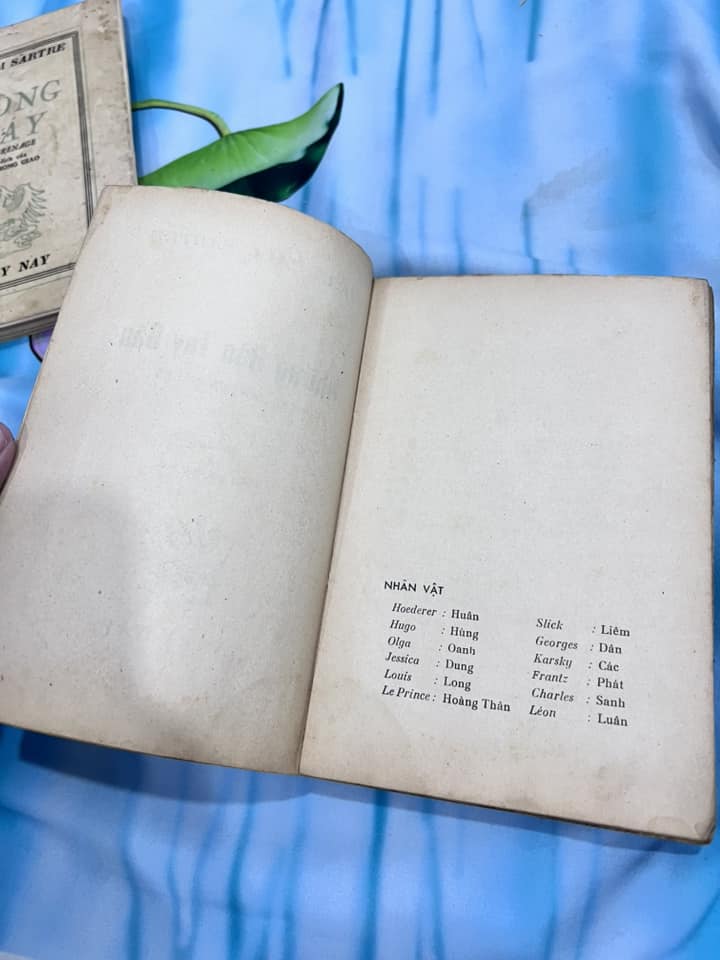 SARTRE
ONG
ÁY
NAY
NHÂN VẬT
Hoederer : Huân
Hugo : Hùng
Olga : Oanh
Jessica : Dung
Louis : Long
Le Prince : Hoàng Thân
Slick : Liêm
Georges : Dân
Karsky : Các
Frantz : Phát
Charles : Sanh
Léon : Luân